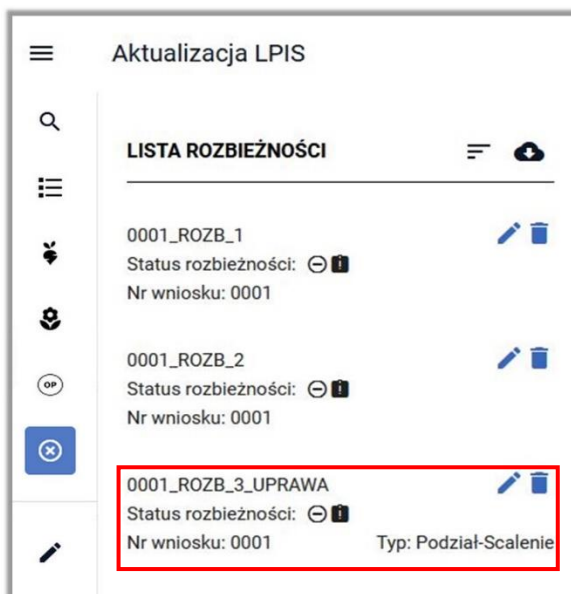 Aktualizacja LPIS
LISTA ROZBIEŻNOŚCI
0001_ROZB_1
Status rozbieżności:
Nr wniosku: 0001
0001_ROZB_2
Status rozbieżności:
Nr wniosku: 0001
OP
0001_ROZB_3_UPRAWA
Status rozbieżności:
Nr wniosku: 0001 Typ: Podział-Scalenie